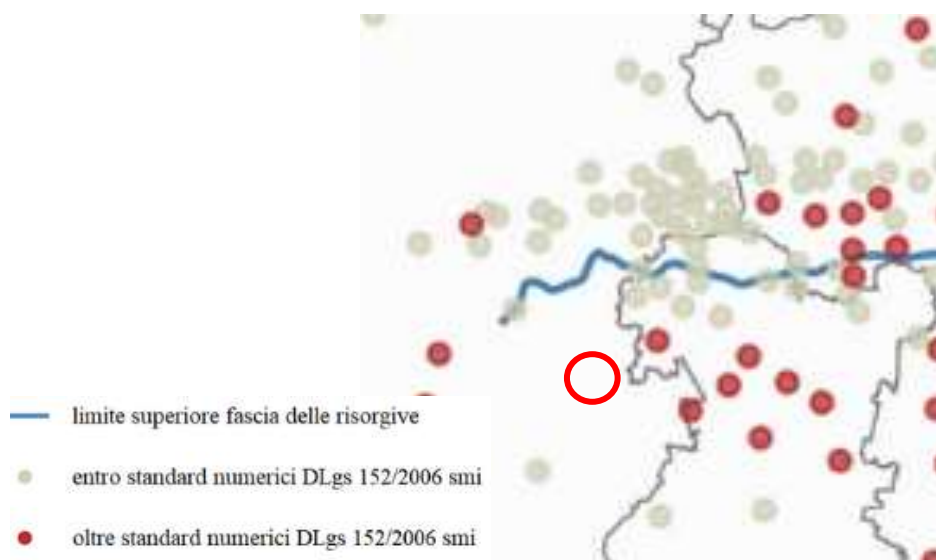 limite superiore fascia delle risorgive
entro standard numerici DLgs 152/2006 smi
oltre standard numerici DLgs 152/2006 smi